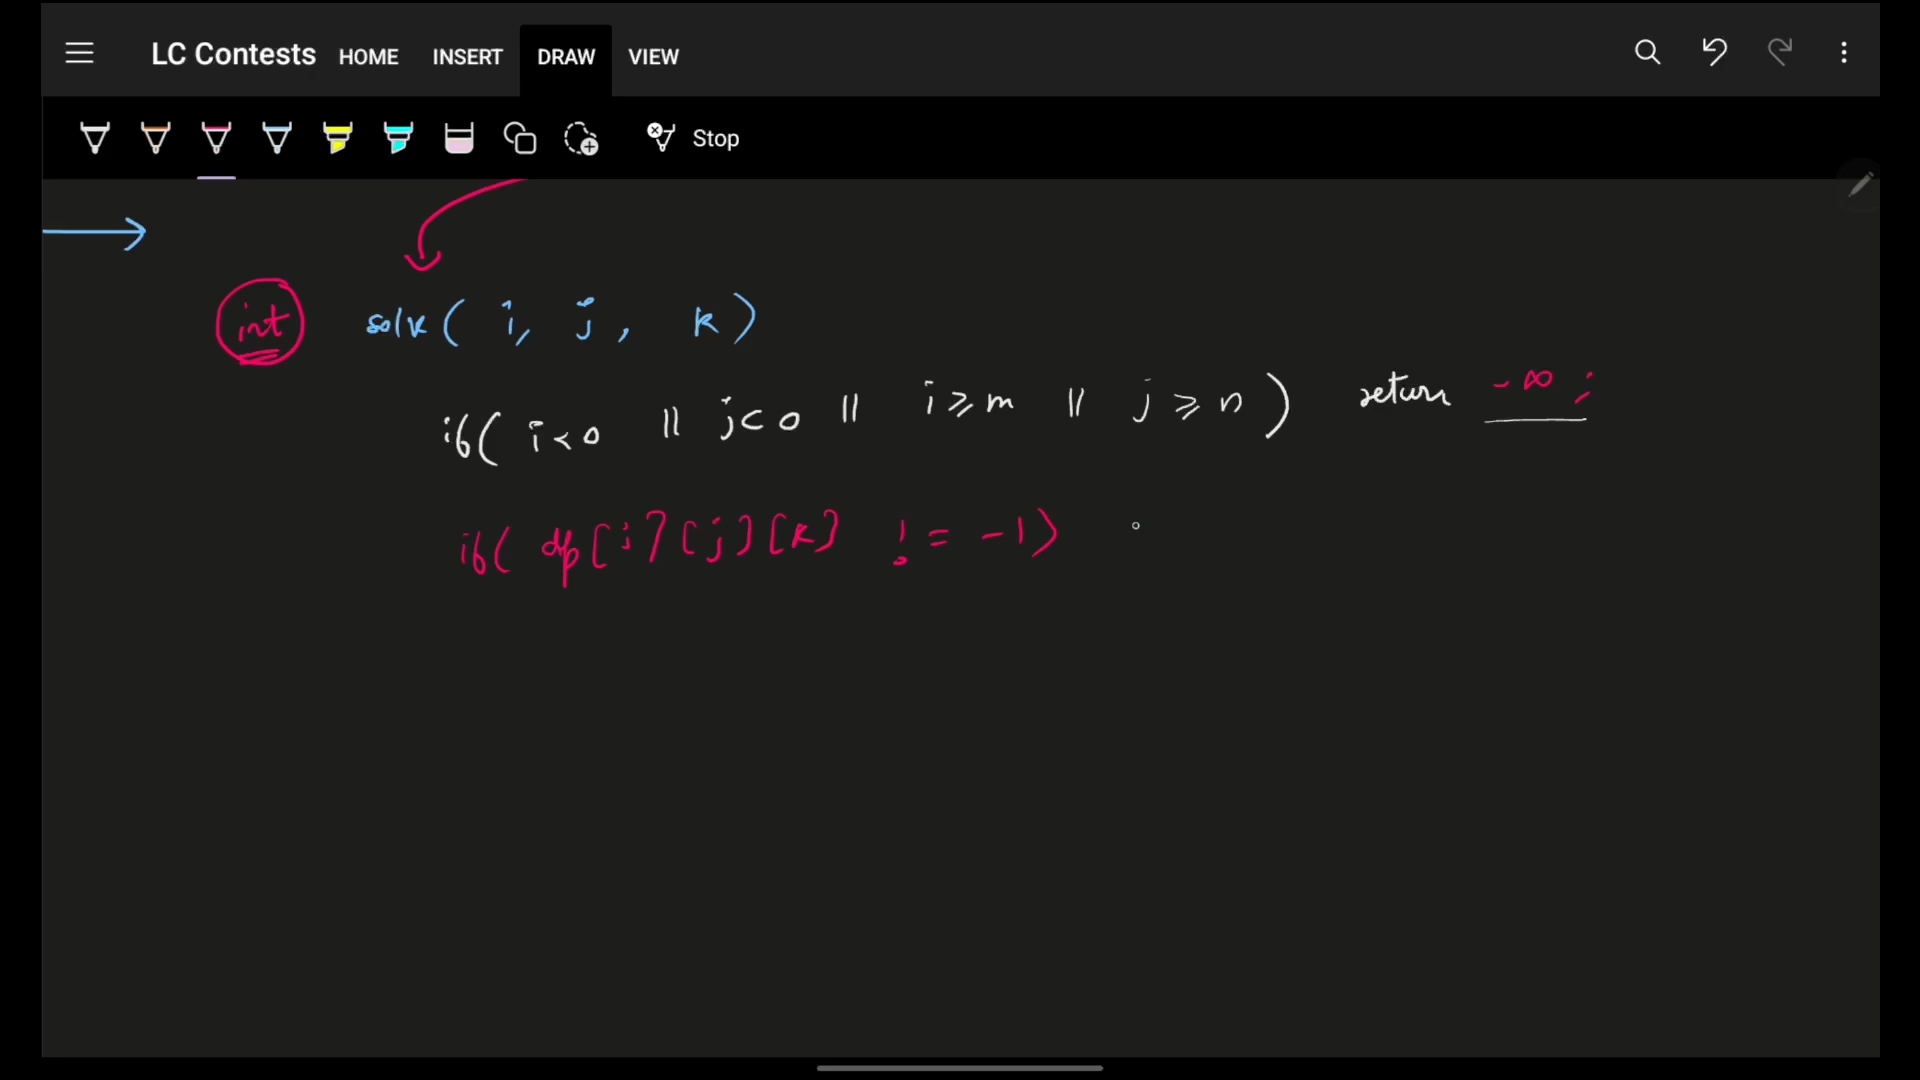 LC Contests HOME INSERT DRAW VIEW
Stop
int solve( i, j, k)
if( i<0 || j<0 || i≥m || j≥n) return -∞ ;
if( dp[i][j][k] != -1)